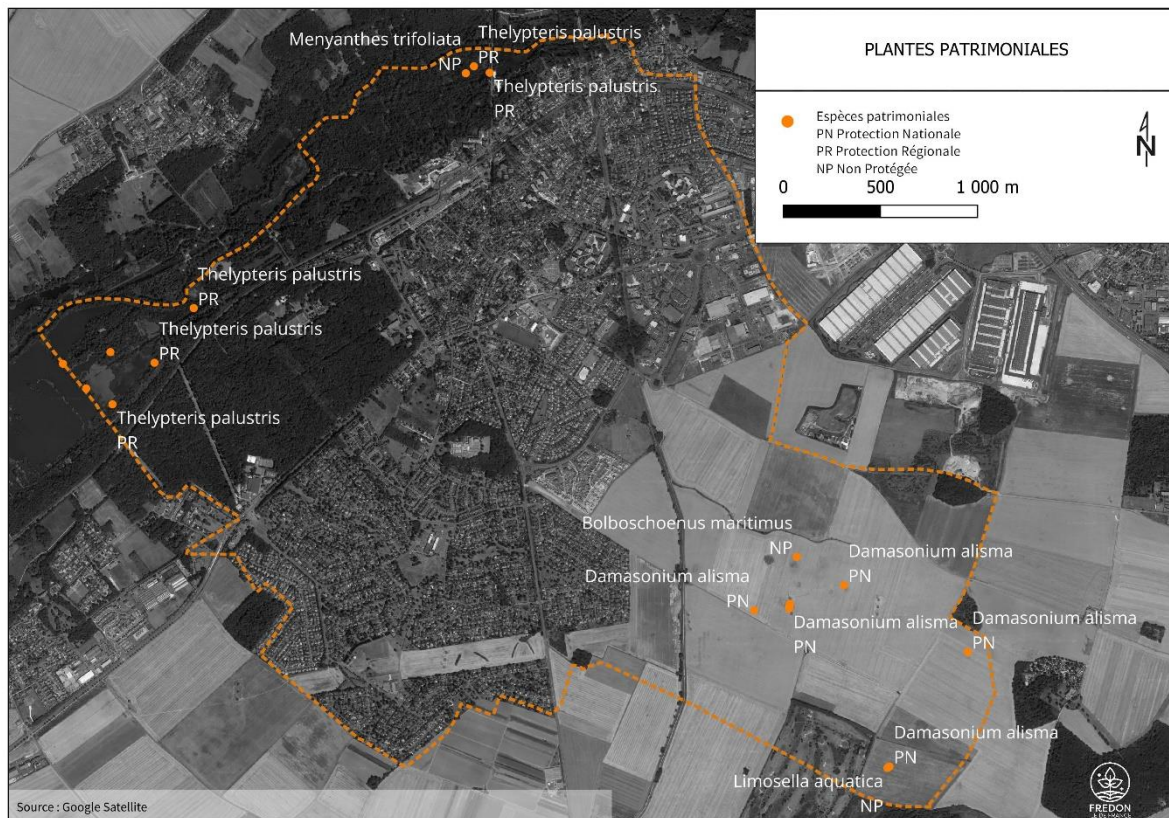 PLANTES PATRIMONIALES
Espèces patrimoniales
PN Protection Nationale
PR Protection Régionale
NP Non Protégée
N
0 500 1 000 m
Menyanthes trifoliata
NP
Thelypteris palustris
PR
Thelypteris palustris
PR
Thelypteris palustris
PR
Thelypteris palustris
PR
Thelypteris palustris
PR
Bolboschoenus maritimus
NP
Damasonium alisma
PN
Damasonium alisma
PN
Damasonium alisma
PN
Damasonium alisma
PN
Damasonium alisma
PN
Limosella aquatica
NP
Source : Google Satellite
FREDON
ILE DE FRANCE